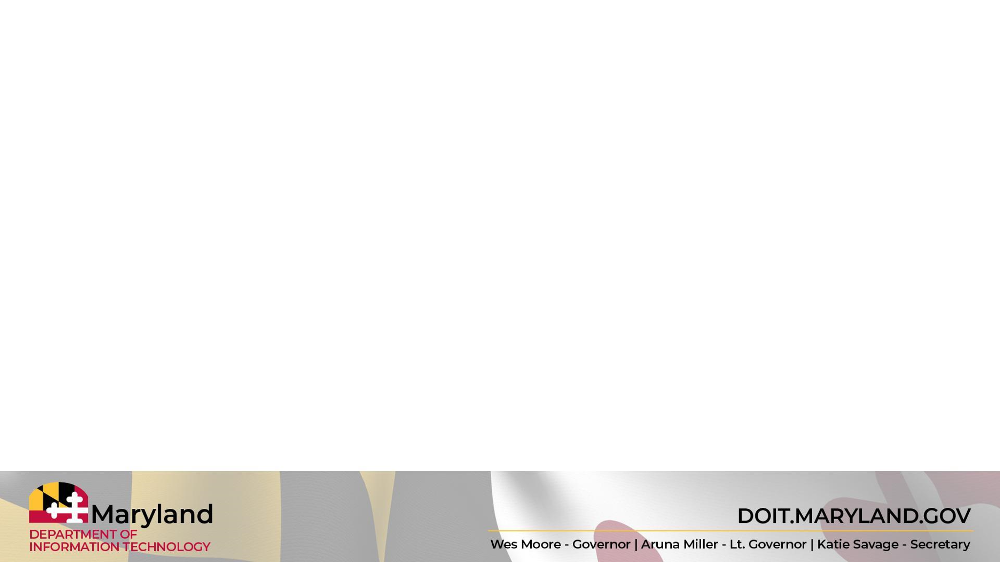 Maryland
DEPARTMENT OF
INFORMATION TECHNOLOGY
DOIT.MARYLAND.GOV
Wes Moore - Governor | Aruna Miller - Lt. Governor | Katie Savage - Secretary